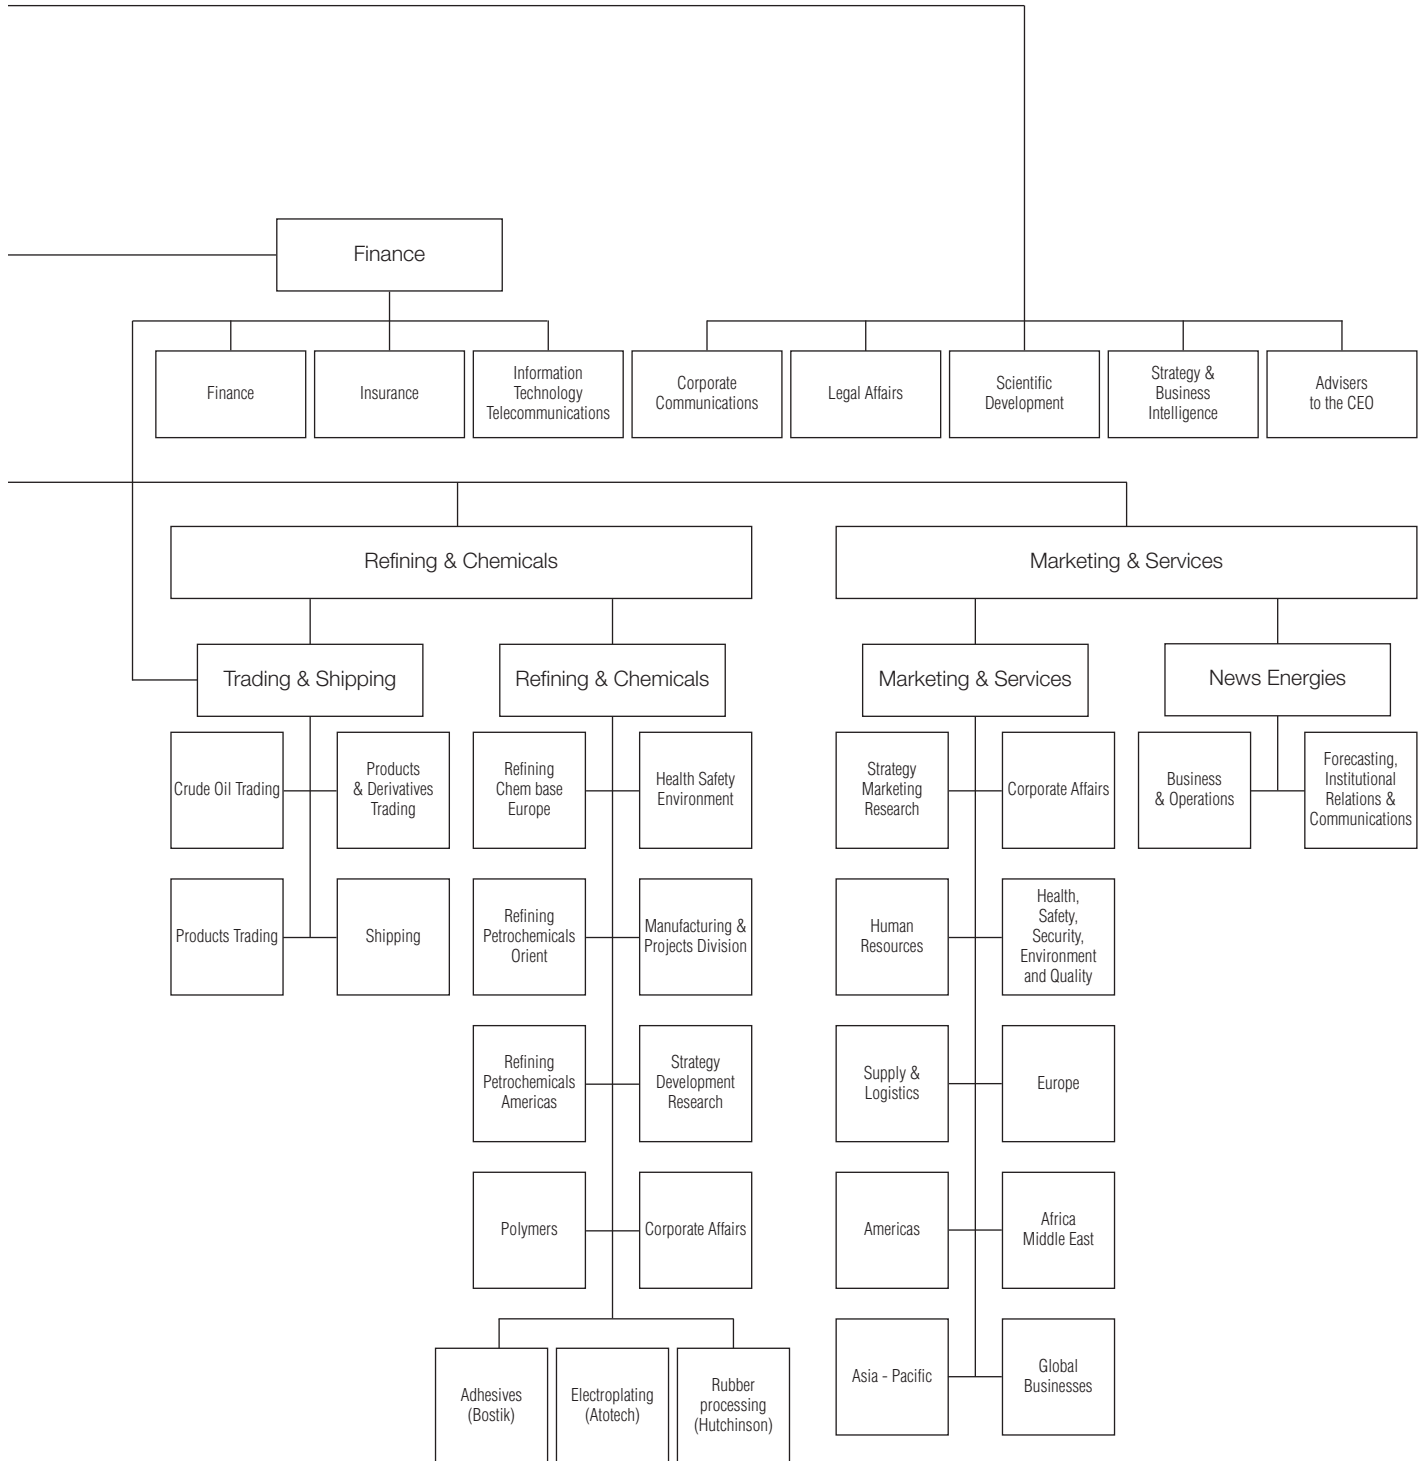 Finance
Finance
Insurance
Information
Technology
Telecommunications
Corporate
Communications
Legal Affairs
Scientific
Development
Strategy &
Business
Intelligence
Advisers
to the CEO
Refining & Chemicals
Marketing & Services
Trading & Shipping
Refining & Chemicals
Marketing & Services
News Energies
Crude Oil Trading
Products
& Derivatives
Trading
Refining
Chem base
Europe
Health Safety
Environment
Strategy
Marketing
Research
Corporate Affairs
Business
& Operations
Forecasting,
Institutional
Relations &
Communications
Products Trading
Shipping
Refining
Petrochemicals
Orient
Manufacturing &
Projects Division
Human
Resources
Health,
Safety,
Security,
Environment
and Quality
Refining
Petrochemicals
Americas
Strategy
Development
Research
Supply &
Logistics
Europe
Polymers
Corporate Affairs
Americas
Africa
Middle East
Adhesives
(Bostik)
Electroplating
(Atotech)
Rubber
processing
(Hutchinson)
Asia - Pacific
Global
Businesses